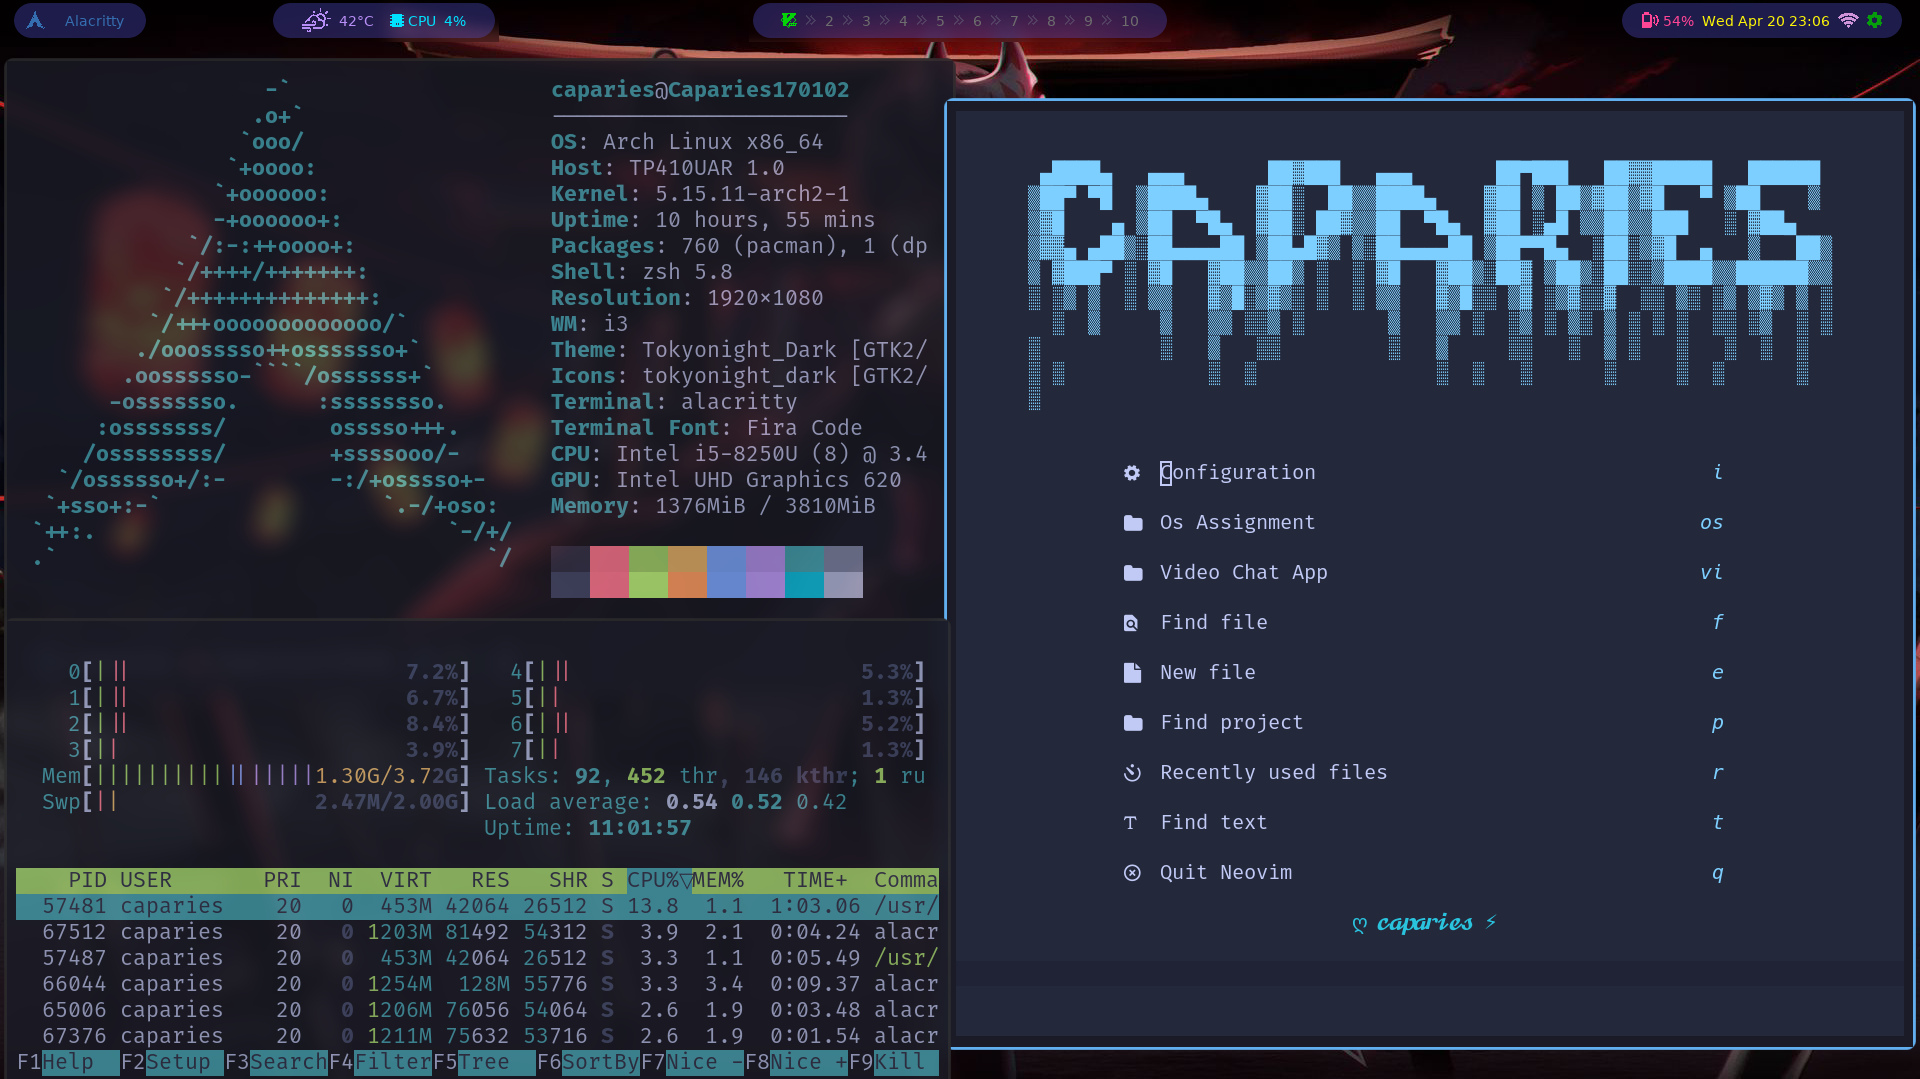 Alacritty
42°C CPU 4%
2 3 4 5 6 7 8 9 10
54% Wed Apr 20 23:06
caparies@Caparies170102
OS: Arch Linux x86_64
Host: TP410UAR 1.0
Kernel: 5.15.11-arch2-1
Uptime: 10 hours, 55 mins
Packages: 760 (pacman), 1 (dp
Shell: zsh 5.8
Resolution: 1920×1080
WM: i3
Theme: Tokyonight_Dark [GTK2/
Icons: tokyonight_dark [GTK2/
Terminal: alacritty
Terminal Font: Fira Code
CPU: Intel i5-8250U (8) @ 3.4
GPU: Intel UHD Graphics 620
Memory: 1376MiB / 3810MiB
0[||| 7.2%] 4[||| 5.3%]
1[||| 6.7%] 5[|| 1.3%]
2[||| 8.4%] 6[||| 5.2%]
3[|| 3.9%] 7[|| 1.3%]
Mem[|||||||||||||||||1.30G/3.72G] Tasks: 92, 452 thr, 146 kthr; 1 ru
Swp[|| 2.47M/2.00G] Load average: 0.54 0.52 0.42
Uptime: 11:01:57
PID USER PRI NI VIRT RES SHR S CPU%▽MEM% TIME+ Comma
57481 caparies 20 0 453M 42064 26512 S 13.8 1.1 1:03.06 /usr/
67512 caparies 20 0 1203M 81492 54312 S 3.9 2.1 0:04.24 alacr
57487 caparies 20 0 453M 42064 26512 S 3.3 1.1 0:05.49 /usr/
66044 caparies 20 0 1254M 128M 55776 S 3.3 3.4 0:09.37 alacr
65006 caparies 20 0 1206M 76056 54064 S 2.6 1.9 0:03.48 alacr
67376 caparies 20 0 1211M 75632 53716 S 2.6 1.9 0:01.54 alacr
F1Help F2Setup F3SearchF4FilterF5Tree F6SortByF7Nice -F8Nice +F9Kill
CAPARIES
Configuration i
Os Assignment os
Video Chat App vi
Find file f
New file e
Find project p
Recently used files r
Find text t
Quit Neovim q
ღ caparies ⚡